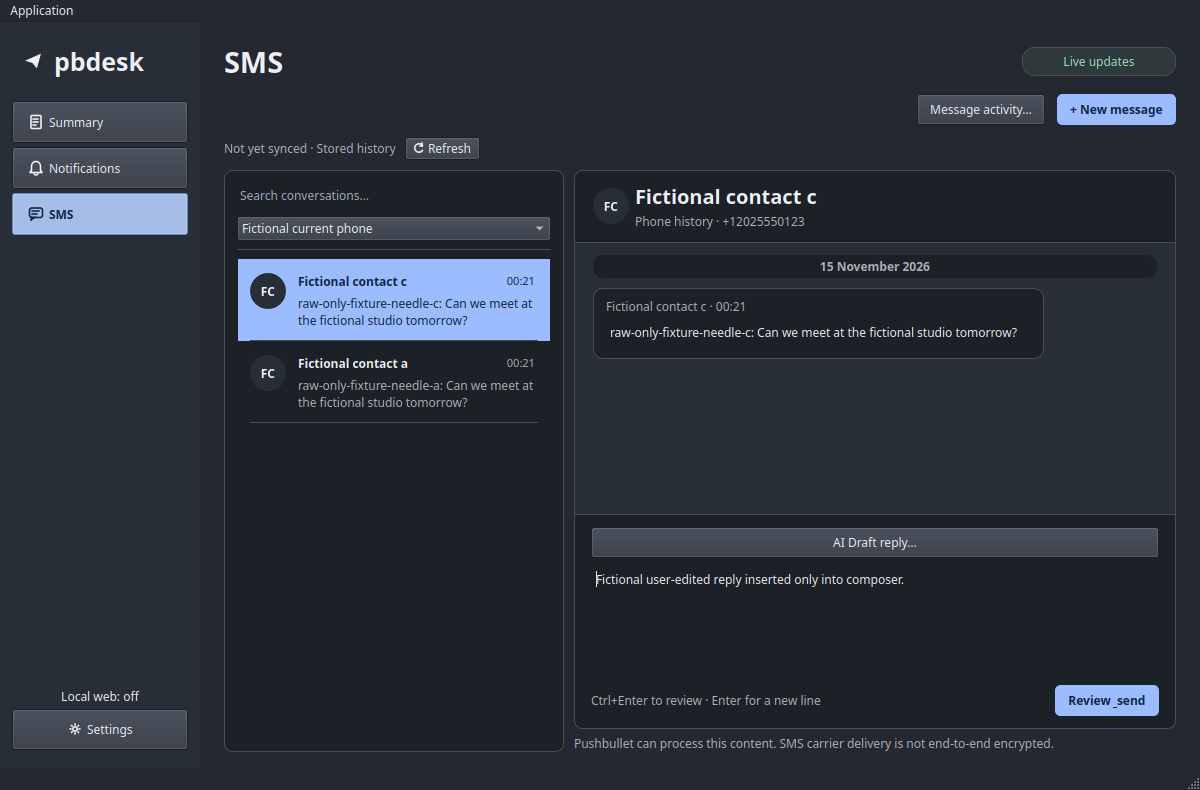 Application
pbdesk
Summary
Notifications
SMS
Local web: off
Settings
SMS
Live updates
Message activity...
+ New message
Not yet synced · Stored history
Refresh
Search conversations...
Fictional current phone
FC
Fictional contact c
00:21
raw-only-fixture-needle-c: Can we meet at
the fictional studio tomorrow?
FC
Fictional contact a
00:21
raw-only-fixture-needle-a: Can we meet at
the fictional studio tomorrow?
FC
Fictional contact c
Phone history · +12025550123
15 November 2026
Fictional contact c · 00:21
raw-only-fixture-needle-c: Can we meet at the fictional studio tomorrow?
AI Draft reply...
Fictional user-edited reply inserted only into composer.
Ctrl+Enter to review · Enter for a new line
Review_send
Pushbullet can process this content. SMS carrier delivery is not end-to-end encrypted.